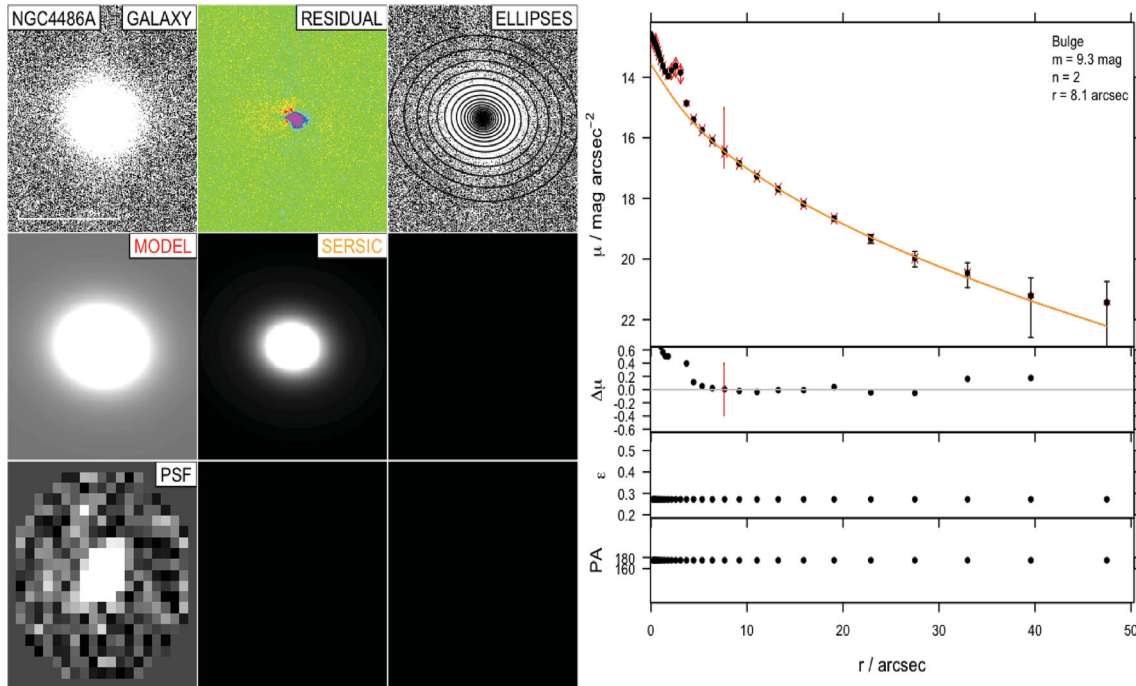 NGC4486A GALAXY RESIDUAL ELLIPSES
MODEL SERSIC
PSF
Bulge
m = 9.3 mag
n = 2
r = 8.1 arcsec
μ / mag arcsec⁻²
14
16
18
20
22
Δμ
0.6
0.4
0.2
0.0
-0.2
-0.4
-0.6
ε
0.5
0.4
0.3
0.2
PA
180
160
0 10 20 30 40 50
r / arcsec